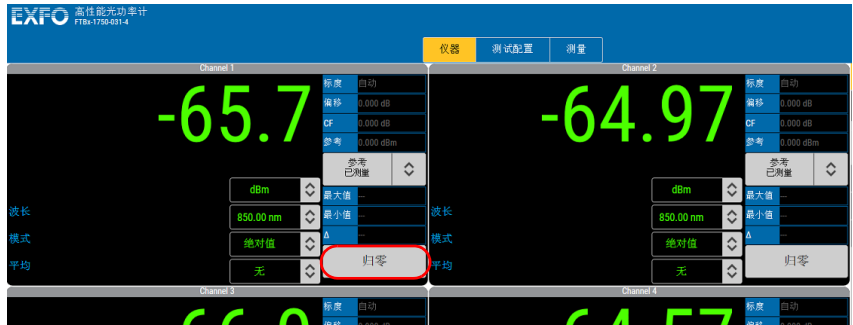 EXFO 高性能光功率计
FTBx-1750-031-4
仪器 测试配置 测量
Channel 1
-65.7
标度 自动
偏移 0.000 dB
CF 0.000 dB
参考 0.000 dBm
参考
已测量
dBm
最大值 --
波长 850.00 nm
最小值 --
模式 绝对值
Δ --
平均 无
归零
Channel 2
-64.97
标度 自动
偏移 0.000 dB
CF 0.000 dB
参考 0.000 dBm
参考
已测量
dBm
最大值 --
波长 850.00 nm
最小值 --
模式 绝对值
Δ --
平均 无
归零
Channel 3
标度 自动
Channel 4
标度 自动